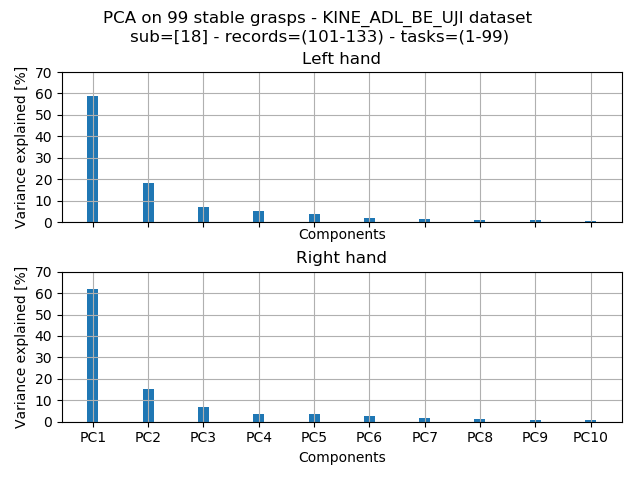 PCA on 99 stable grasps - KINE_ADL_BE_UJI dataset
sub=[18] - records=(101-133) - tasks=(1-99)
Left hand
Variance explained [%]
70
60
50
40
30
20
10
0
Components
Right hand
Variance explained [%]
70
60
50
40
30
20
10
0
PC1 PC2 PC3 PC4 PC5 PC6 PC7 PC8 PC9 PC10
Components